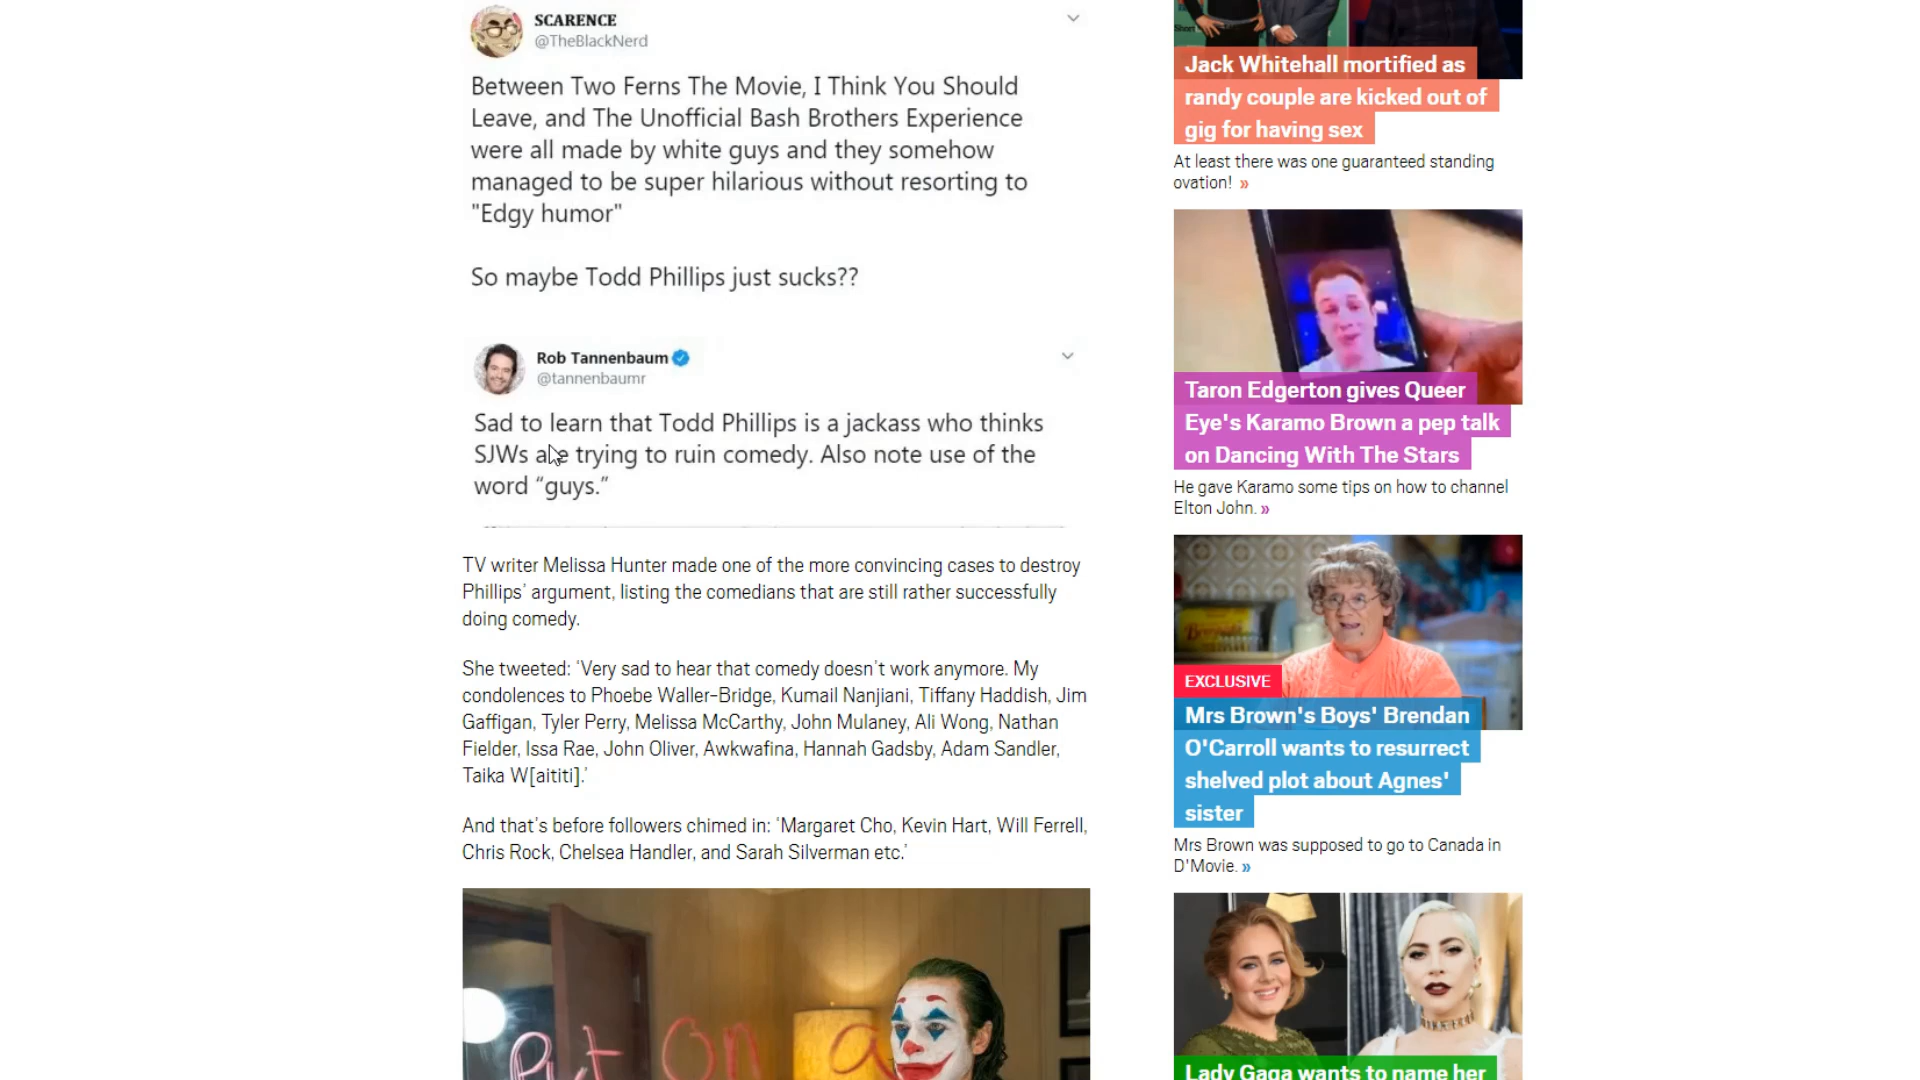 SCARENCE
@TheBlackNerd
Between Two Ferns The Movie, I Think You Should
Leave, and The Unofficial Bash Brothers Experience
were all made by white guys and they somehow
managed to be super hilarious without resorting to
"Edgy humor"
So maybe Todd Phillips just sucks??
Rob Tannenbaum
@tannenbaumr
Sad to learn that Todd Phillips is a jackass who thinks
SJWs are trying to ruin comedy. Also note use of the
word “guys.”
TV writer Melissa Hunter made one of the more convincing cases to destroy
Phillips’ argument, listing the comedians that are still rather successfully
doing comedy.
She tweeted: ‘Very sad to hear that comedy doesn’t work anymore. My
condolences to Phoebe Waller-Bridge, Kumail Nanjiani, Tiffany Haddish, Jim
Gaffigan, Tyler Perry, Melissa McCarthy, John Mulaney, Ali Wong, Nathan
Fielder, Issa Rae, John Oliver, Awkwafina, Hannah Gadsby, Adam Sandler,
Taika W[aititi].’
And that’s before followers chimed in: ‘Margaret Cho, Kevin Hart, Will Ferrell,
Chris Rock, Chelsea Handler, and Sarah Silverman etc.’
Put on a
Jack Whitehall mortified as
randy couple are kicked out of
gig for having sex
At least there was one guaranteed standing
ovation! »
Taron Edgerton gives Queer
Eye's Karamo Brown a pep talk
on Dancing With The Stars
He gave Karamo some tips on how to channel
Elton John. »
EXCLUSIVE
Mrs Brown's Boys' Brendan
O'Carroll wants to resurrect
shelved plot about Agnes'
sister
Mrs Brown was supposed to go to Canada in
D'Movie. »
Lady Gaga wants to name her